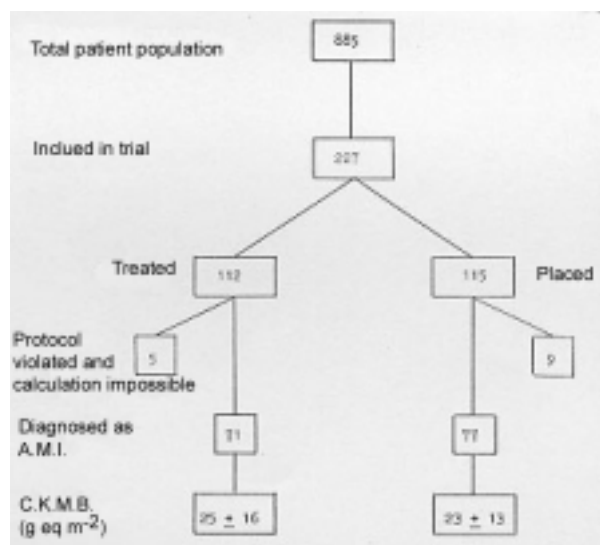 Total patient population
885
Inclued in trial
227
Treated
112
115
Placed
Protocol
violated and
calculation impossible
5
9
Diagnosed as
A.M.I.
71
77
C.K.M.B.
(g eq m-2)
25 ± 16
23 ± 13